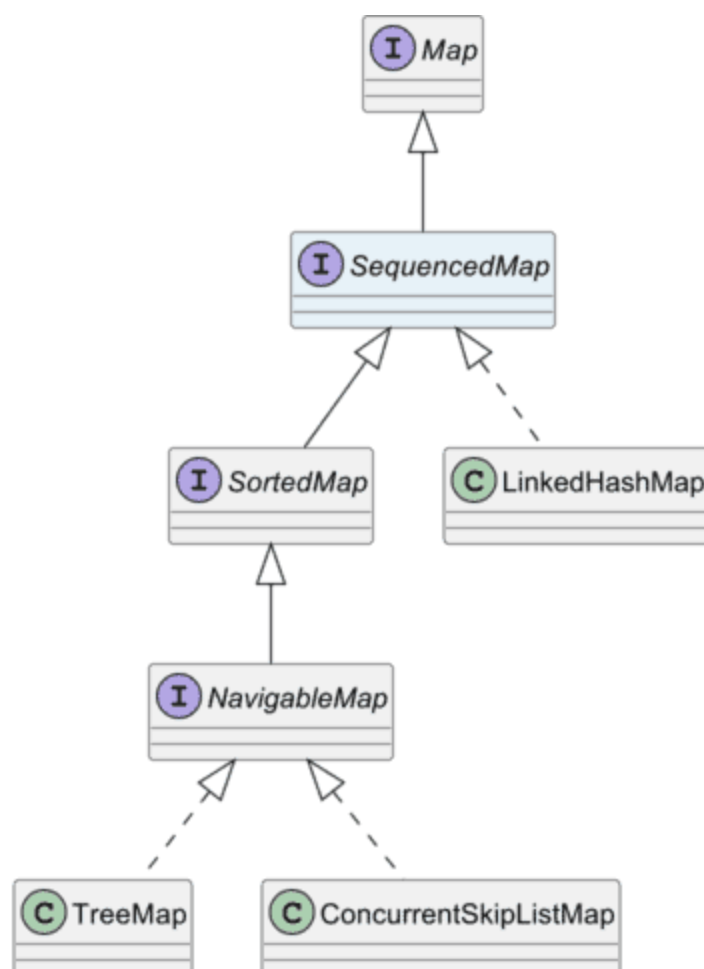 I Map
I SequencedMap
I SortedMap
C LinkedHashMap
I NavigableMap
C TreeMap
C ConcurrentSkipListMap